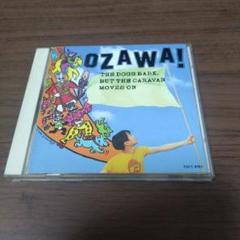 OZAWA!
THE DOGS BARK,
BUT THE CARAVAN
MOVES ON